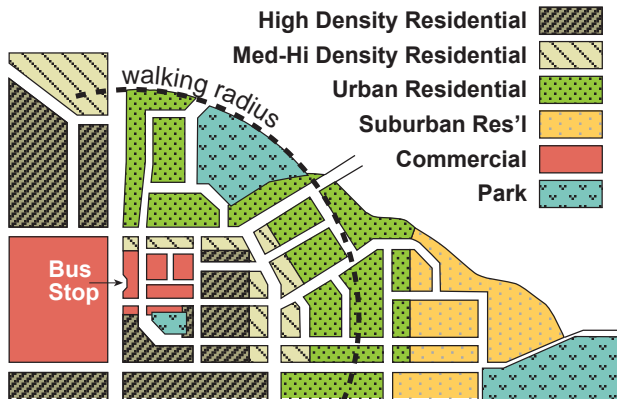 High Density Residential
Med-Hi Density Residential
walking radius
Urban Residential
Suburban Res'l
Commercial
Park
Bus
Stop